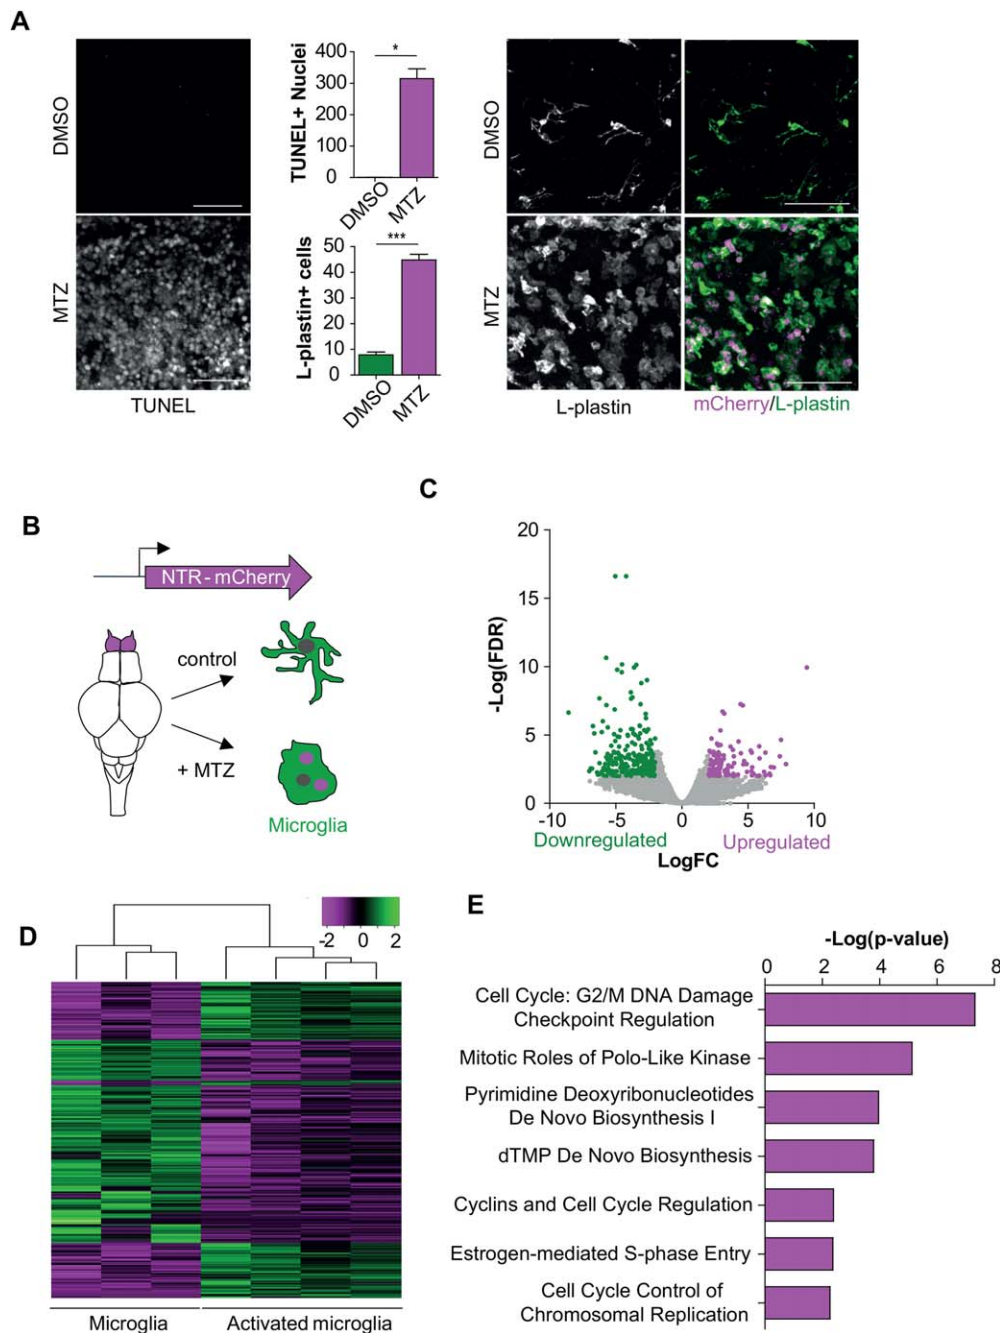 A
DMSO
MTZ
TUNEL
TUNEL+ Nuclei
400
300
200
100
0
*
DMSO
MTZ
L-plastin+ cells
50
40
30
20
10
0
***
DMSO
MTZ
DMSO
MTZ
L-plastin
mCherry/L-plastin
B
NTR-mCherry
control
+ MTZ
Microglia
C
-Log(FDR)
20
15
10
5
0
-10
-5
0
5
10
Downregulated
Upregulated
LogFC
D
-2
0
2
Microglia
Activated microglia
E
-Log(p-value)
0
2
4
6
8
Cell Cycle: G2/M DNA Damage
Checkpoint Regulation
Mitotic Roles of Polo-Like Kinase
Pyrimidine Deoxyribonucleotides
De Novo Biosynthesis I
dTMP De Novo Biosynthesis
Cyclins and Cell Cycle Regulation
Estrogen-mediated S-phase Entry
Cell Cycle Control of
Chromosomal Replication